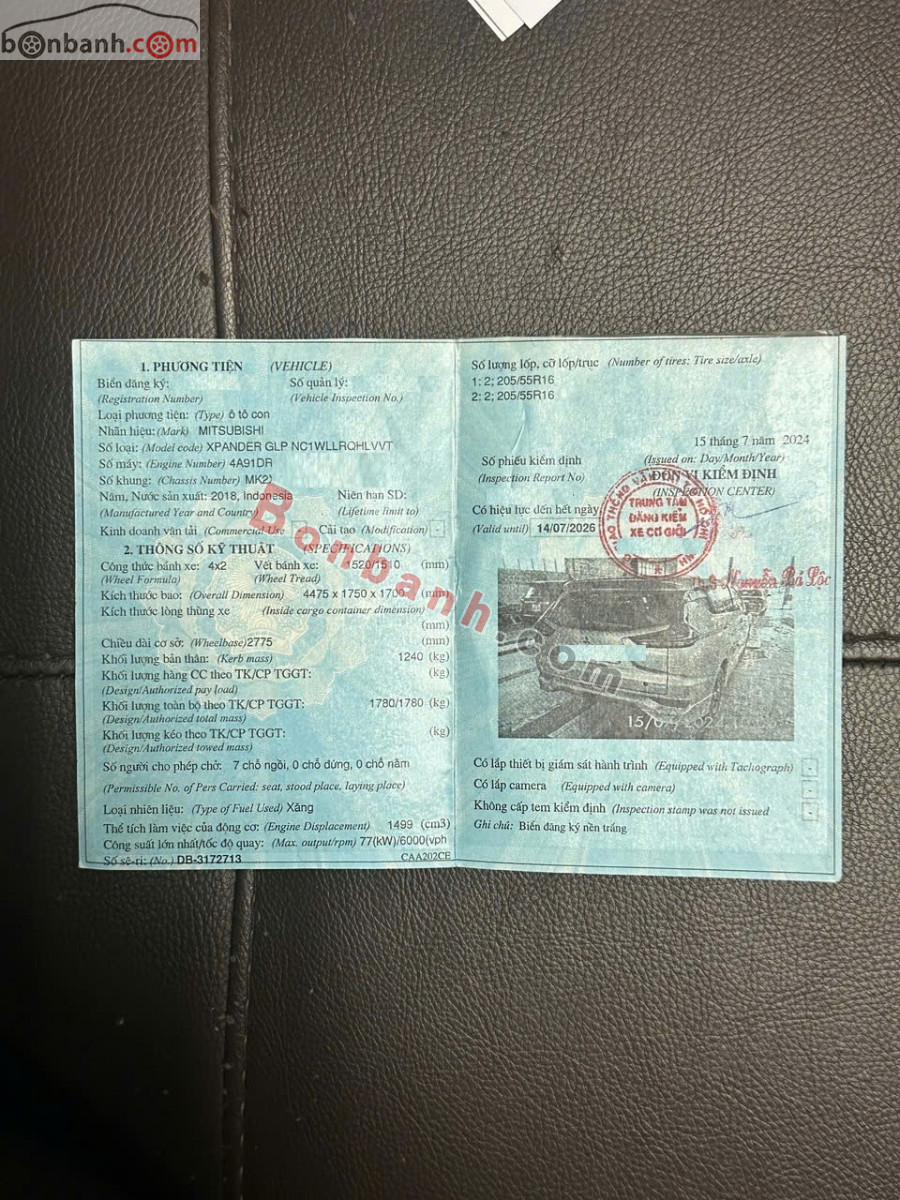 bonbanh.com
1. PHƯƠNG TIỆN (VEHICLE)
Biển đăng ký: Số quản lý:
(Registration Number) (Vehicle Inspection No.)
Loại phương tiện: (Type) ô tô con
Nhãn hiệu: (Mark) MITSUBISHI
Số loại: (Model code) XPANDER GLP NC1WLLRQHLVVT
Số máy: (Engine Number) 4A91DR
Số khung: (Chassis Number) MK2
Năm, Nước sản xuất: 2018, Indonesia Niên hạn SD:
(Manufactured Year and Country) (Lifetime limit to)
Kinh doanh vận tải (Commercial Use Cải tạo (Modification)
2. THÔNG SỐ KỸ THUẬT (SPECIFICATIONS)
Công thức bánh xe: 4x2 Vết bánh xe: 1520/1510 (mm)
(Wheel Formula) (Wheel Tread)
Kích thước bao: (Overall Dimension) 4475 x 1750 x 1700 (mm)
Kích thước lòng thùng xe (Inside cargo container dimension)
(mm)
Chiều dài cơ sở: (Wheelbase) 2775 (mm)
Khối lượng bản thân: (Kerb mass) 1240 (kg)
Khối lượng hàng CC theo TK/CP TGGT: (kg)
(Design/Authorized pay load)
Khối lượng toàn bộ theo TK/CP TGGT: 1780/1780 (kg)
(Design/Authorized total mass)
Khối lượng kéo theo TK/CP TGGT: (kg)
(Design/Authorized towed mass)
Số người cho phép chở: 7 chỗ ngồi, 0 chỗ đứng, 0 chỗ nằm
(Permissible No. of Pers Carried: seat, stood place, laying place)
Loại nhiên liệu: (Type of Fuel Used) Xăng
Thể tích làm việc của động cơ: (Engine Displacement) 1499 (cm3)
Công suất lớn nhất/tốc độ quay: (Max. output/rpm) 77(kW)/6000(vph
Số sê-ri: (No.) DB-3172713 CAA202CE
Số lượng lốp, cỡ lốp/trục (Number of tires: Tire size/axle)
1: 2; 205/55R16
2: 2; 205/55R16
15 tháng 7 năm 2024
(Issued on: Day/Month/Year)
Số phiếu kiểm định ĐƠN VỊ KIỂM ĐỊNH
(Inspection Report No) (INSPECTION CENTER)
Có hiệu lực đến hết ngày
(Valid until) 14/07/2026
TRUNG TÂM
ĐĂNG KIỂM
XE CƠ GIỚI
Th.S Nguyễn Bá Lộc
Bonbanh.com
Có lắp thiết bị giám sát hành trình (Equipped with Tachograph)
Có lắp camera (Equipped with camera)
Không cấp tem kiểm định (Inspection stamp was not issued
Ghi chú: Biển đăng ký nền trắng